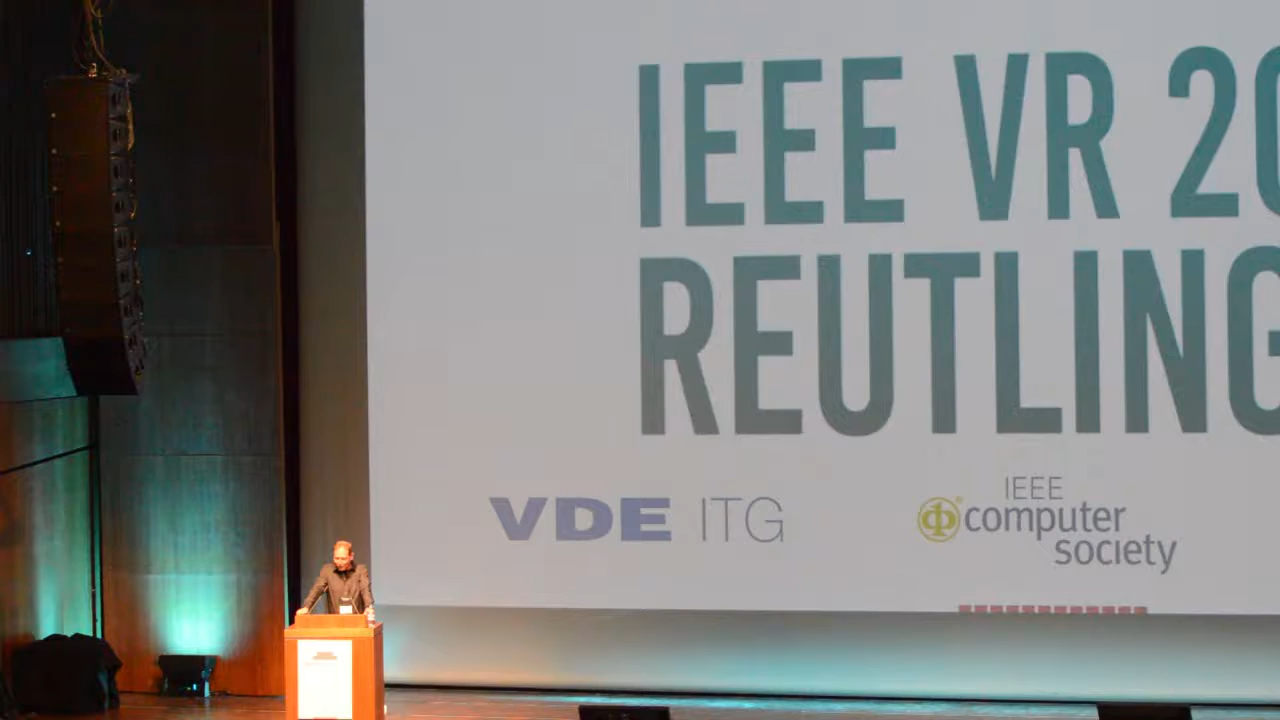 IEEE VR 20
REUTLING
VDE ITG
IEEE
computer
society